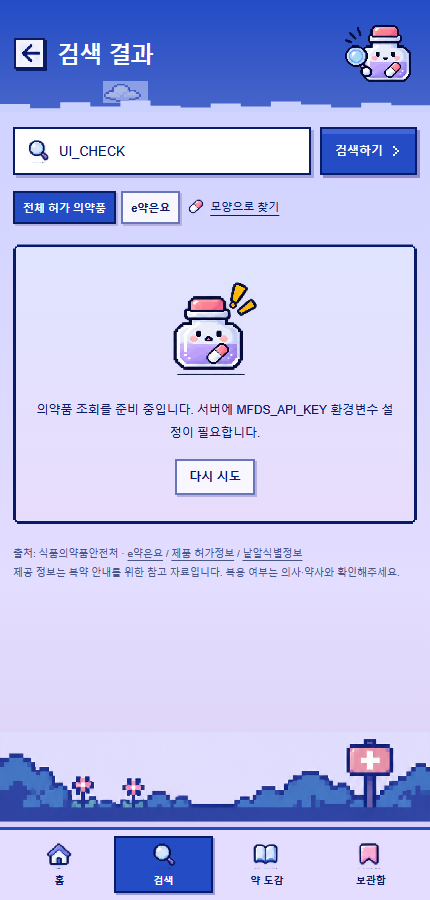 검색 결과
UI_CHECK
검색하기
전체 허가 의약품
e약은요
모양으로 찾기
의약품 조회를 준비 중입니다. 서버에 MFDS_API_KEY 환경변수 설
정이 필요합니다.
다시 시도
출처: 식품의약품안전처 · e약은요 / 제품 허가정보 / 낱알식별정보
제공 정보는 복약 안내를 위한 참고 자료입니다. 복용 여부는 의사·약사와 확인해주세요.
홈
검색
약 도감
보관함